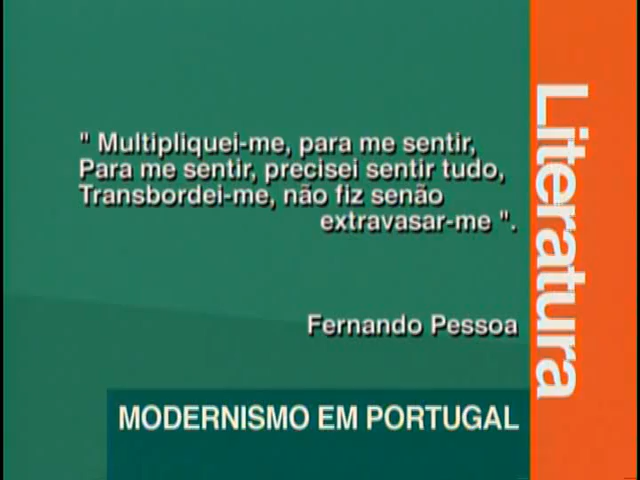 " Multipliquei-me, para me sentir,
Para me sentir, precisei sentir tudo,
Transbordei-me, não fiz senão
extravasar-me ".
Fernando Pessoa
MODERNISMO EM PORTUGAL
Literatura